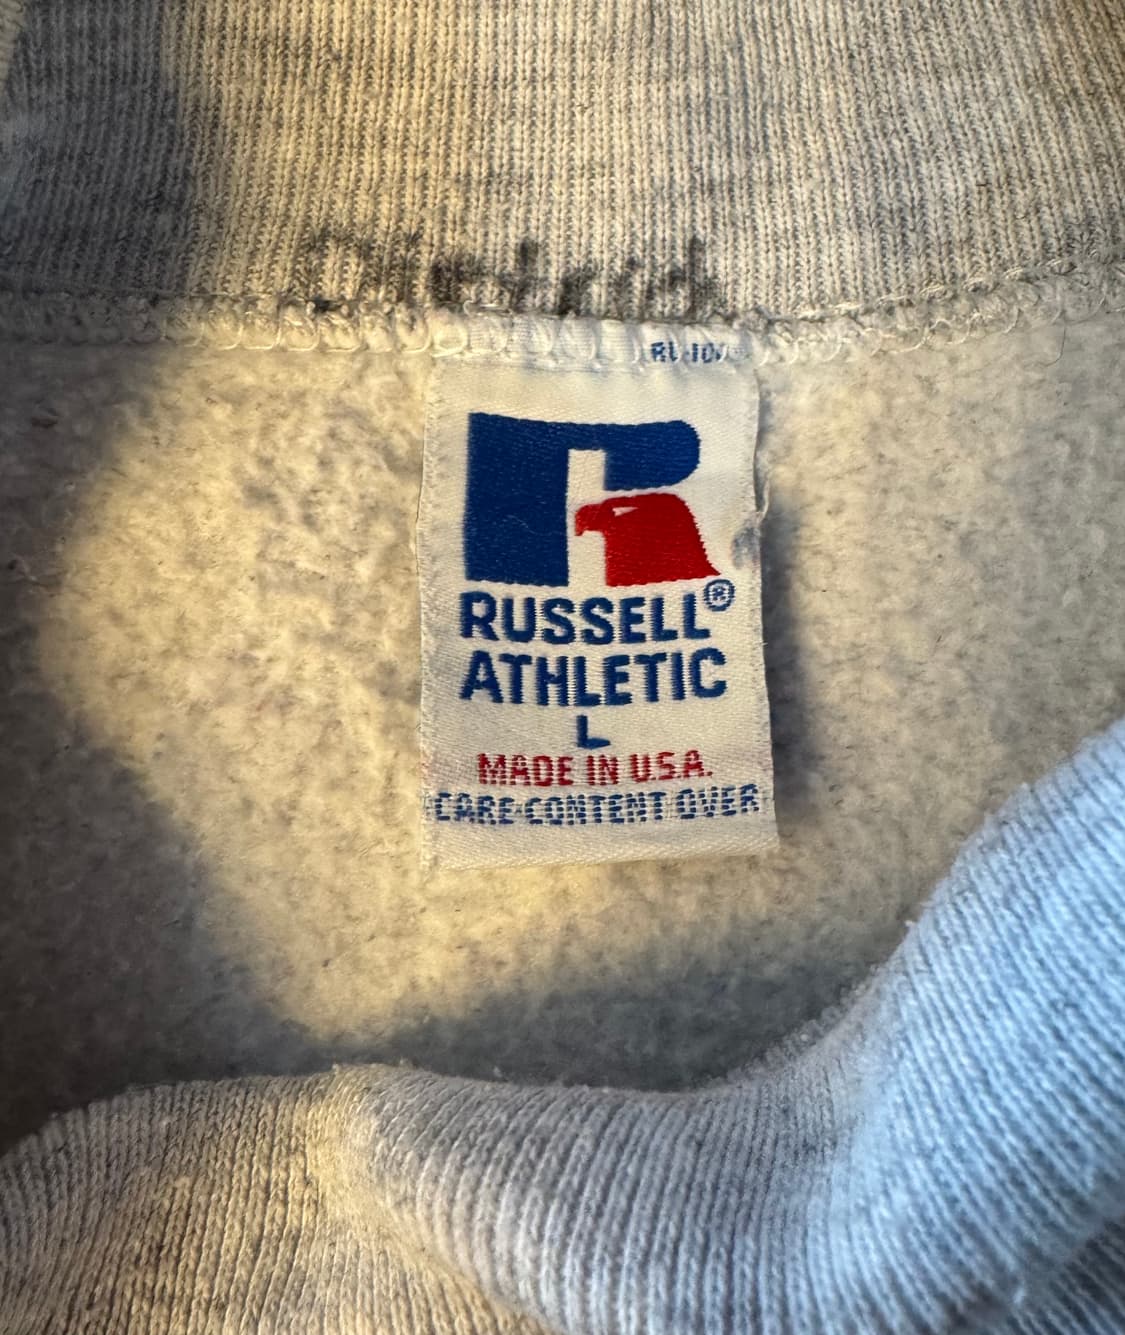 RUSSELL®
ATHLETIC
L
MADE IN U.S.A.
CARE-CONTENT OVER